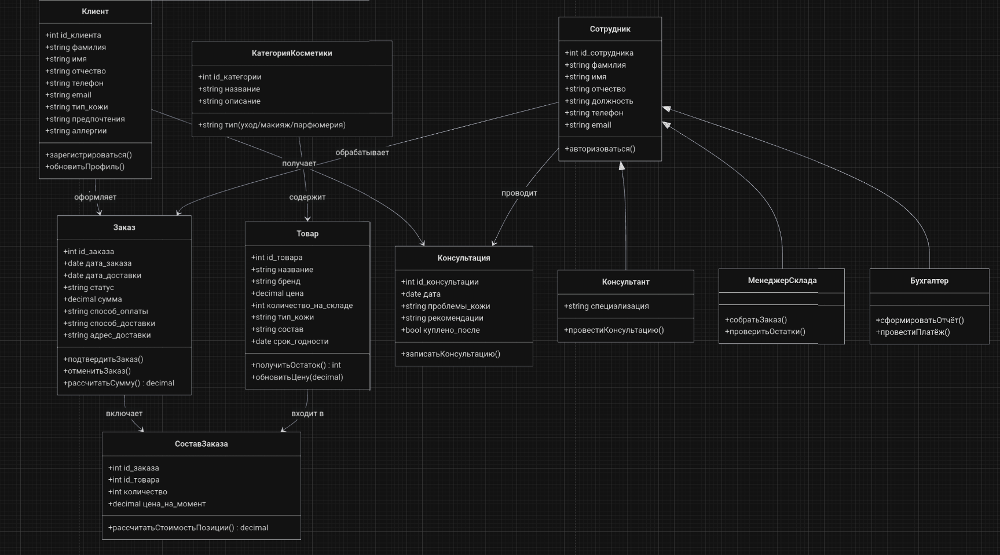 Клиент
+int id_клиента
+string фамилия
+string имя
+string отчество
+string телефон
+string email
+string тип_кожи
+string предпочтения
+string аллергии
+зарегистрироваться()
+обновитьПрофиль()
КатегорияКосметики
+int id_категории
+string название
+string описание
+string тип(уход/макияж/парфюмерия)
Сотрудник
+int id_сотрудника
+string фамилия
+string имя
+string отчество
+string должность
+string телефон
+string email
+авторизоваться()
обрабатывает
получает
оформляет
содержит
проводит
Заказ
+int id_заказа
+date дата_заказа
+date дата_доставки
+string статус
+decimal сумма
+string способ_оплаты
+string способ_доставки
+string адрес_доставки
+подтвердитьЗаказ()
+отменитьЗаказ()
+рассчитатьСумму() : decimal
Товар
+int id_товара
+string название
+string бренд
+decimal цена
+int количество_на_складе
+string тип_кожи
+string состав
+date срок_годности
+получитьОстаток() : int
+обновитьЦену(decimal)
Консультация
+int id_консультации
+date дата
+string проблемы_кожи
+string рекомендации
+bool куплено_после
+записатьКонсультацию()
Консультант
+string специализация
+провестиКонсультацию()
МенеджерСклада
+собратьЗаказ()
+проверитьОстатки()
Бухгалтер
+сформироватьОтчёт()
+провестиПлатёж()
включает
входит в
СоставЗаказа
+int id_заказа
+int id_товара
+int количество
+decimal цена_на_момент
+рассчитатьСтоимостьПозиции() : decimal